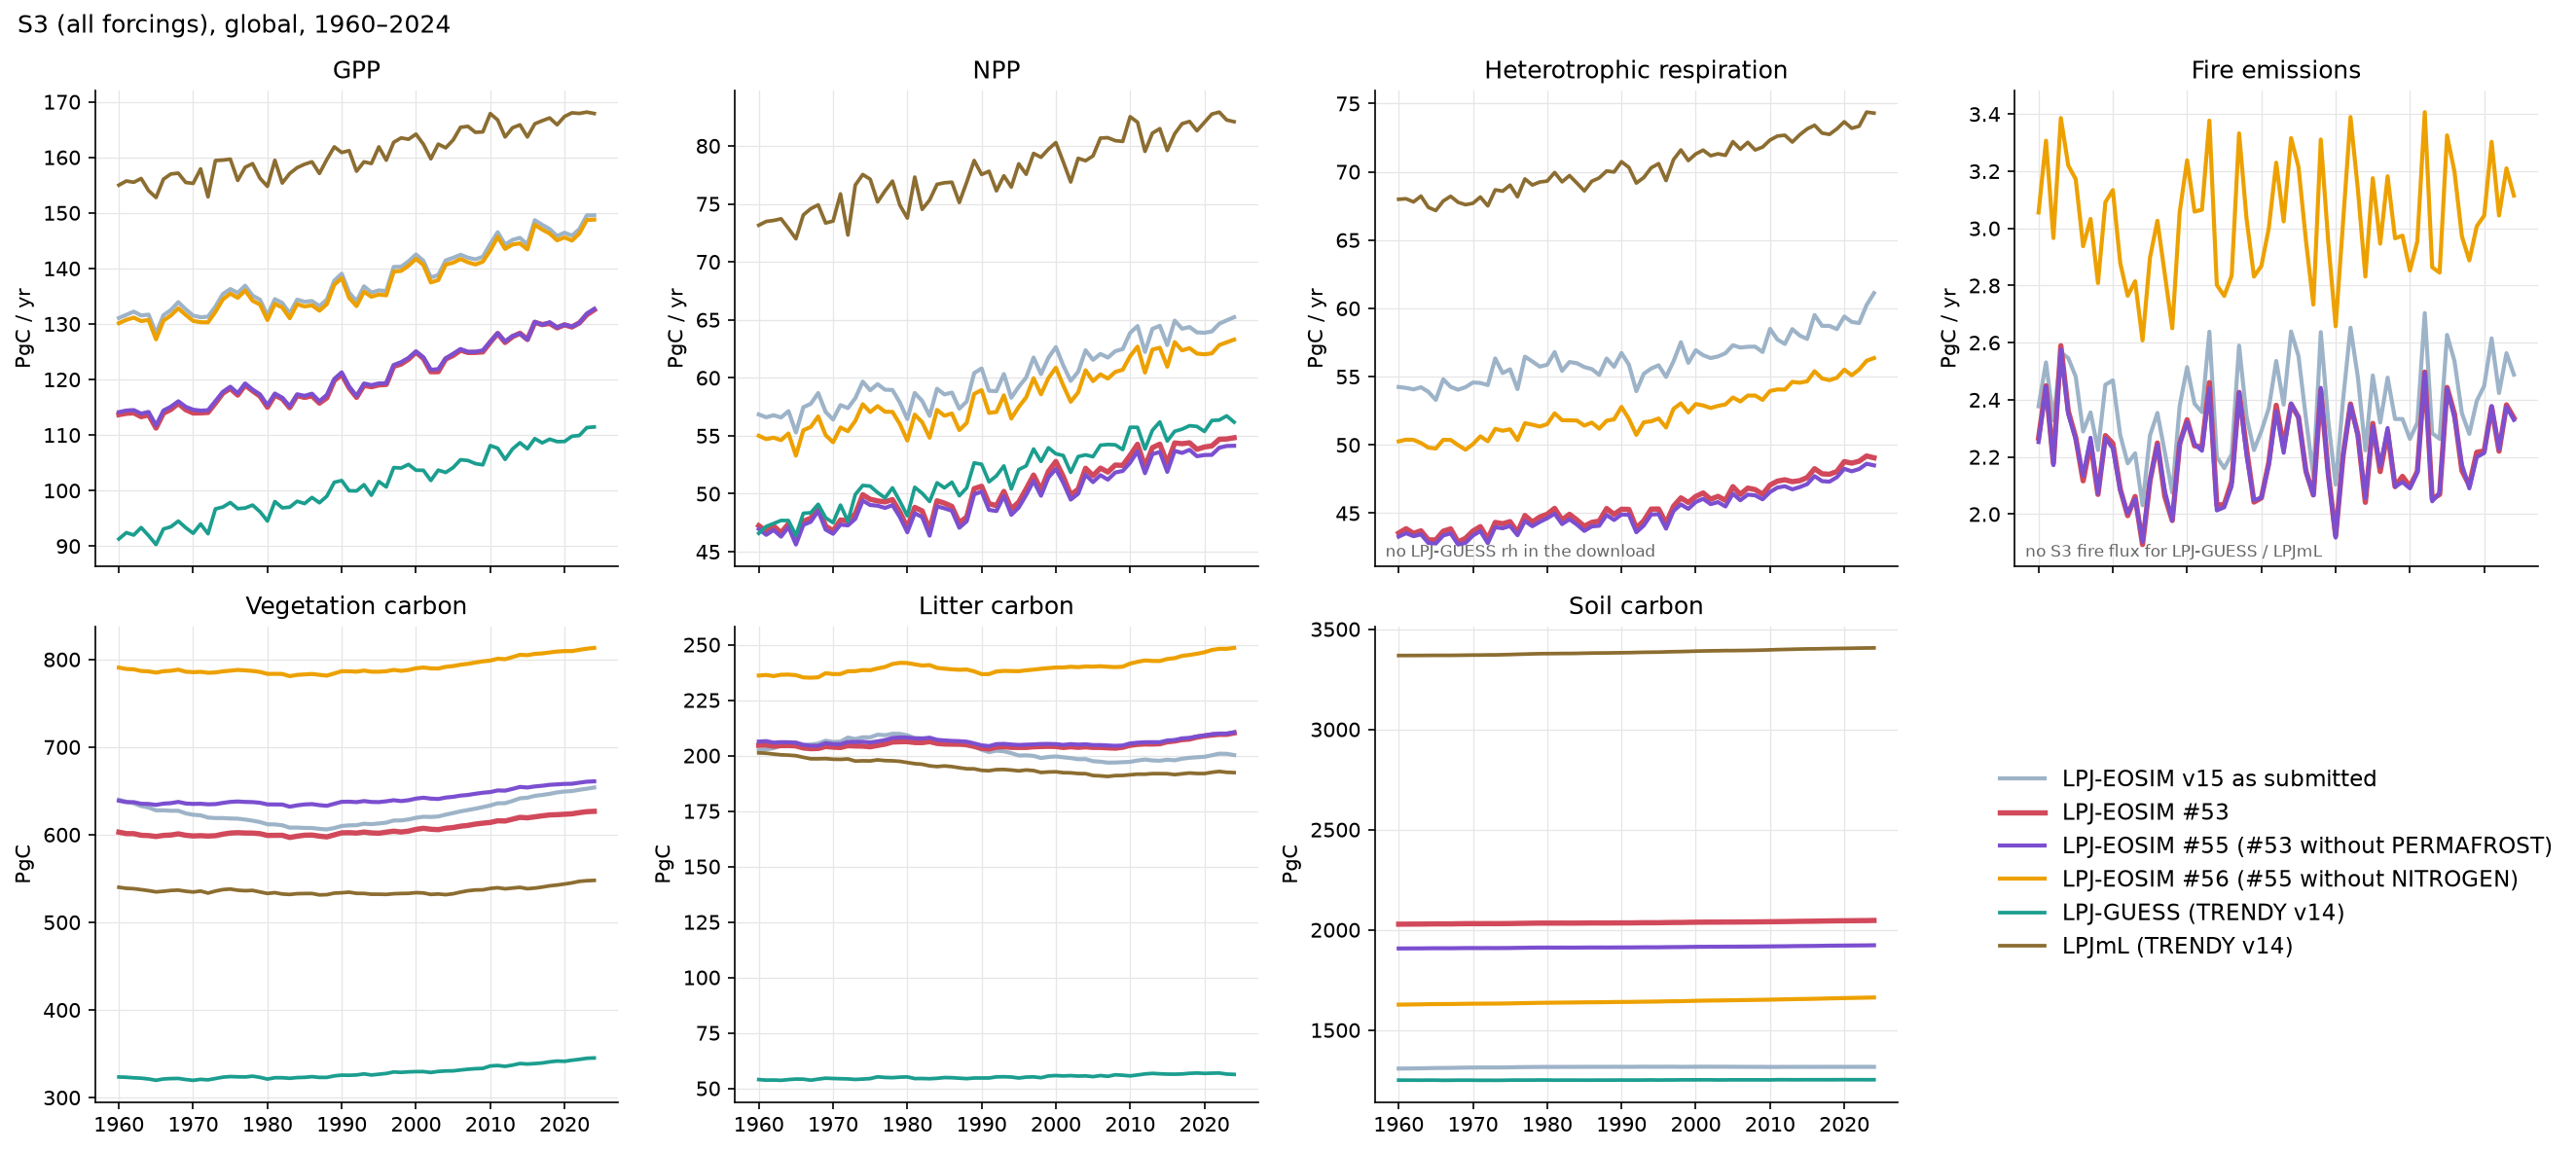 S3 (all forcings), global, 1960–2024
GPP
170
160
150
140
130
120
110
100
90
PgC / yr
NPP
80
75
70
65
60
55
50
45
PgC / yr
Heterotrophic respiration
75
70
65
60
55
50
45
PgC / yr
no LPJ-GUESS rh in the download
Fire emissions
3.4
3.2
3.0
2.8
2.6
2.4
2.2
2.0
PgC / yr
no S3 fire flux for LPJ-GUESS / LPJmL
Vegetation carbon
800
700
600
500
400
300
PgC
1960 1970 1980 1990 2000 2010 2020
Litter carbon
250
225
200
175
150
125
100
75
50
PgC
1960 1970 1980 1990 2000 2010 2020
Soil carbon
3500
3000
2500
2000
1500
PgC
1960 1970 1980 1990 2000 2010 2020
LPJ-EOSIM v15 as submitted
LPJ-EOSIM #53
LPJ-EOSIM #55 (#53 without PERMAFROST)
LPJ-EOSIM #56 (#55 without NITROGEN)
LPJ-GUESS (TRENDY v14)
LPJmL (TRENDY v14)